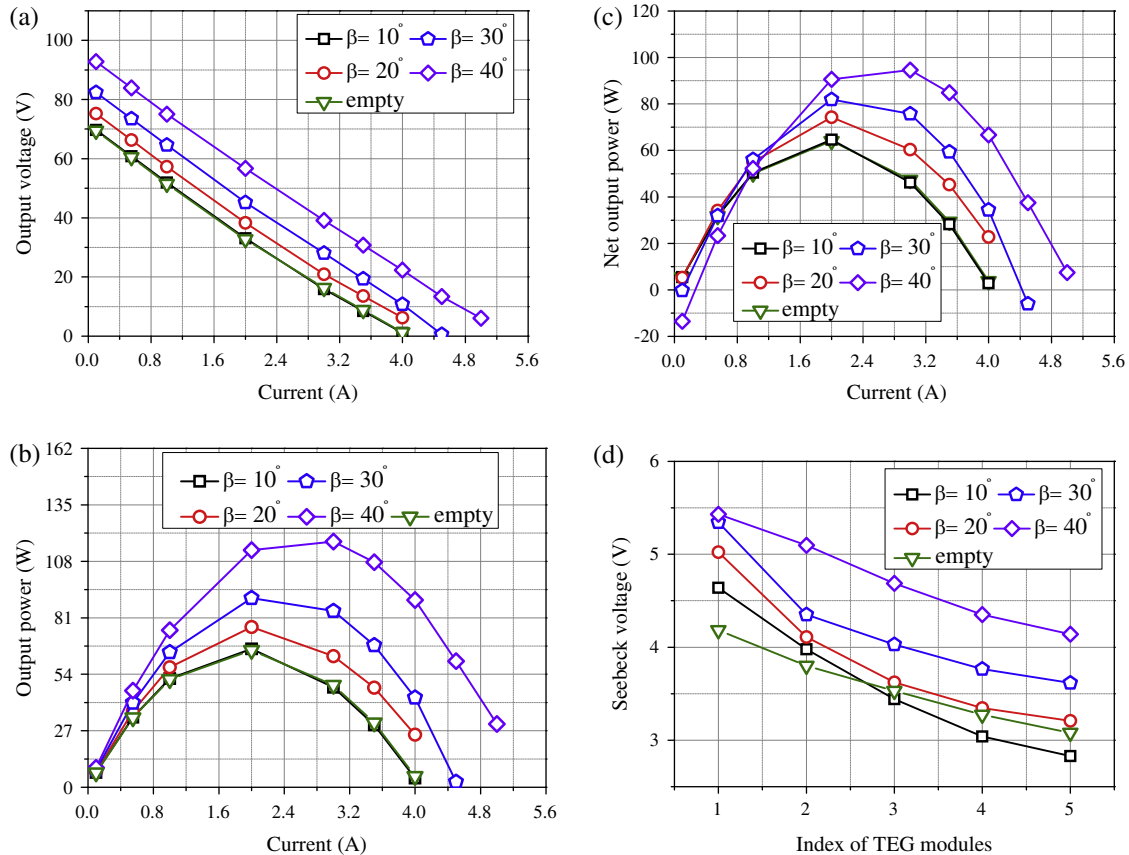 (a)
100
80
60
40
20
0
Output voltage (V)
β= 10° β= 30°
β= 20° β= 40°
empty
0.0 0.8 1.6 2.4 3.2 4.0 4.8 5.6
Current (A)
(c)
120
100
80
60
40
20
0
-20
Net output power (W)
β= 10° β= 30°
β= 20° β= 40°
empty
0.0 0.8 1.6 2.4 3.2 4.0 4.8 5.6
Current (A)
(b)
162
135
108
81
54
27
0
Output power (W)
β= 10° β= 30°
β= 20° β= 40° empty
0.0 0.8 1.6 2.4 3.2 4.0 4.8 5.6
Current (A)
(d)
6
5
4
3
Seebeck voltage (V)
β= 10° β= 30°
β= 20° β= 40°
empty
1 2 3 4 5
Index of TEG modules